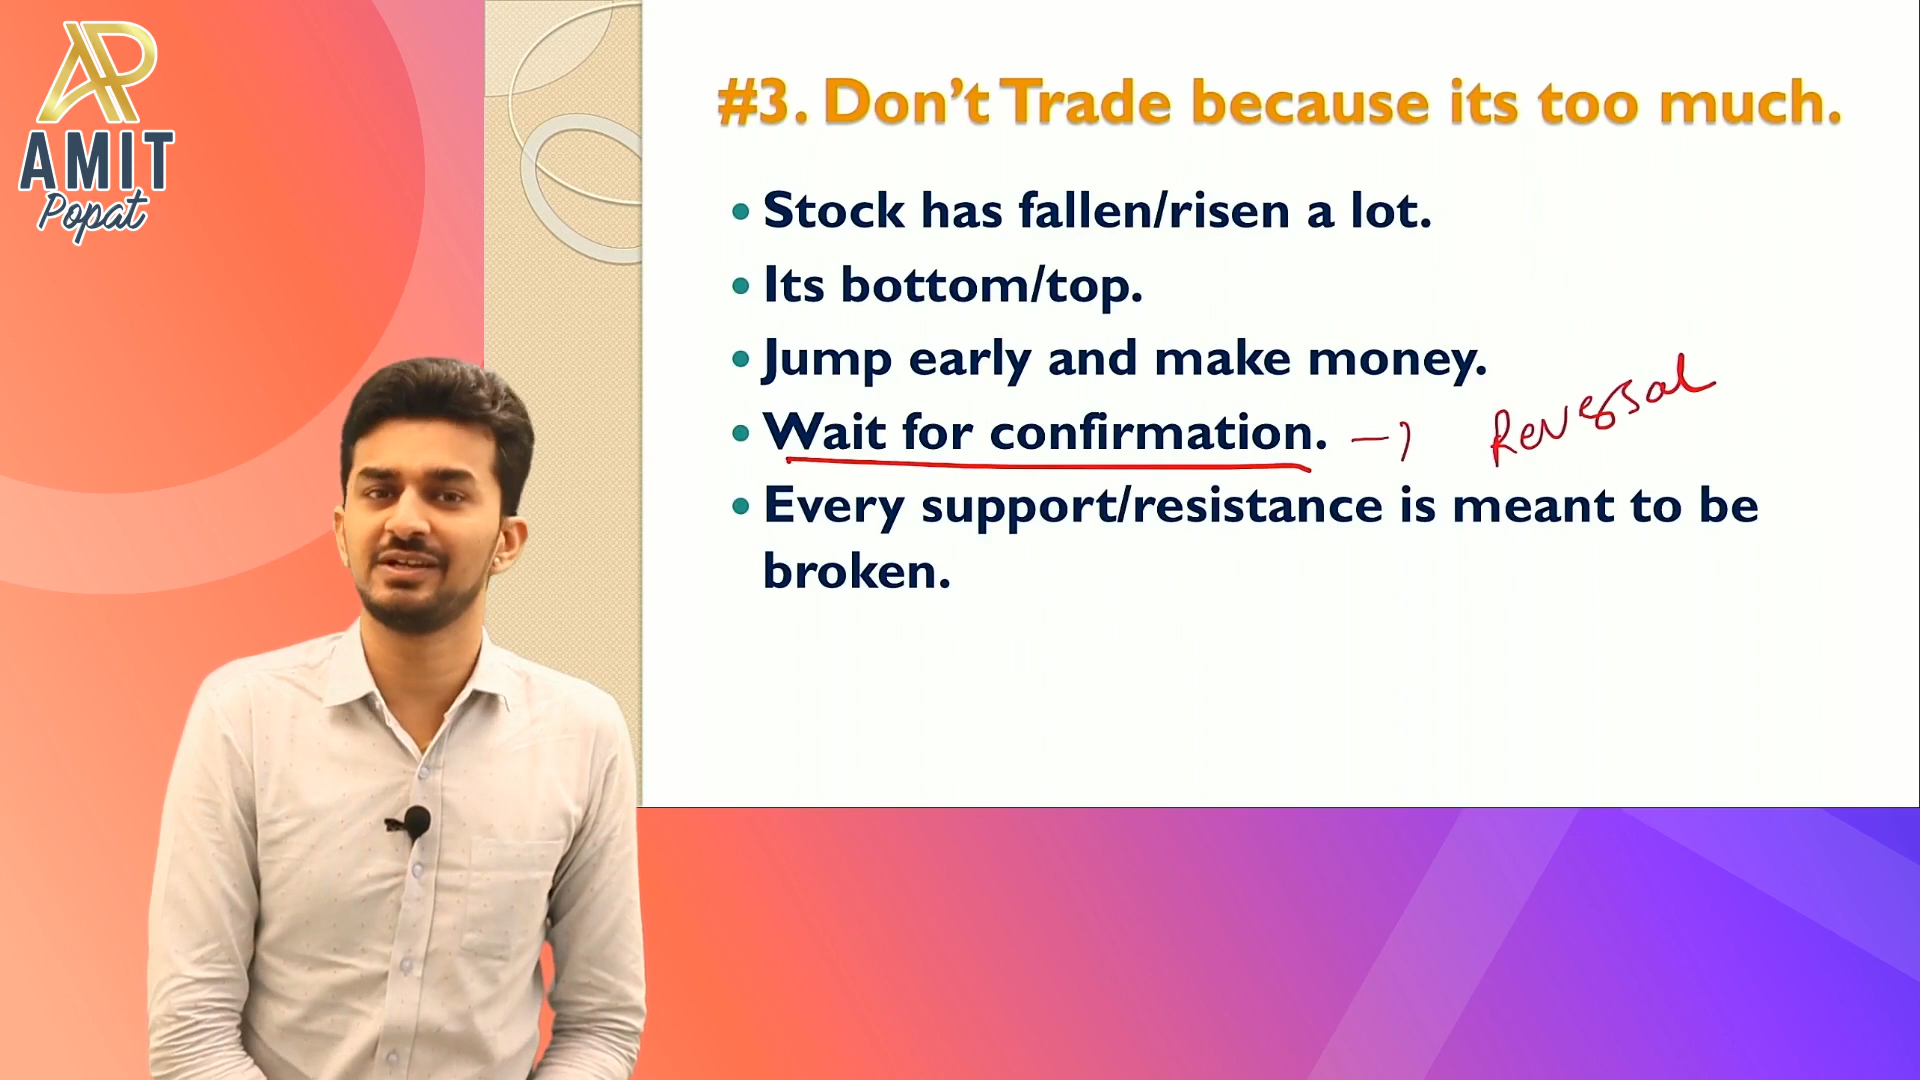 AP
AMIT
Popat
#3. Don't Trade because its too much.
• Stock has fallen/risen a lot.
• Its bottom/top.
• Jump early and make money.
• Wait for confirmation. → Reversal
• Every support/resistance is meant to be
broken.